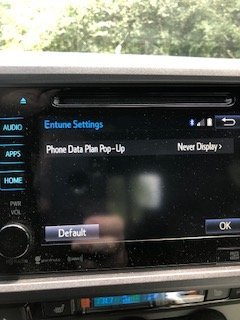 Entune Settings
AUDIO
Phone Data Plan Pop-Up Never Display >
APPS
HOME
PWR
VOL
Default
OK